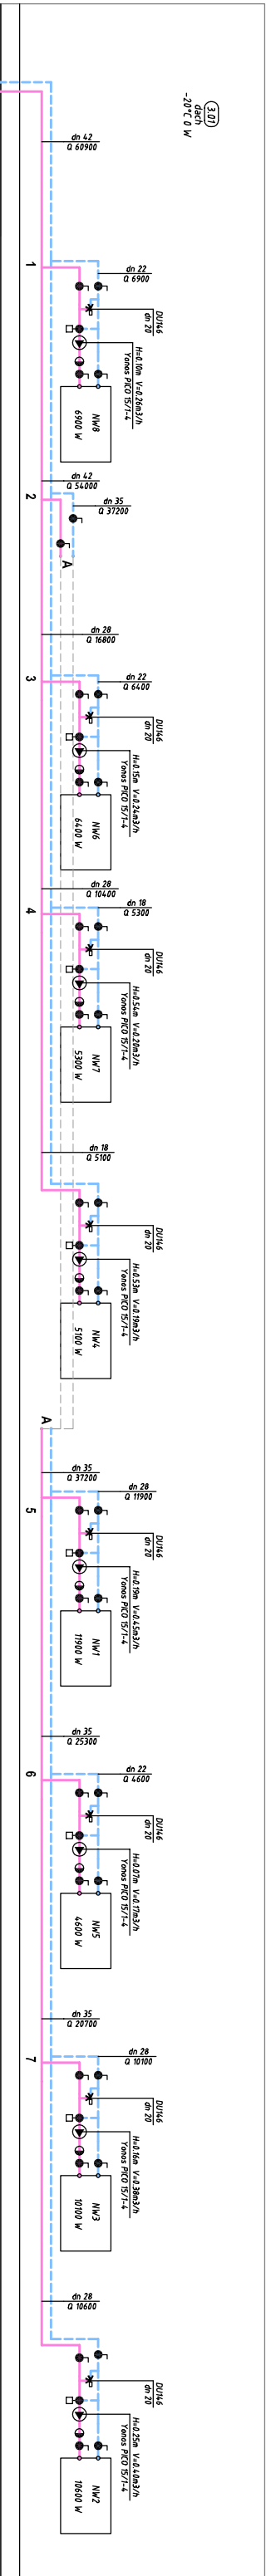 3.01
dach
-20°C 0 W
dn 42
Q 60900
1
dn 22
Q 6900
DU146
dn 20
H=0.10m V=0.26m3/h
Yonos PICO 15/1-4
NW8
6900 W
dn 42
Q 54000
2
dn 35
Q 37200
A
dn 28
Q 16800
3
dn 22
Q 6400
DU146
dn 20
H=0.15m V=0.24m3/h
Yonos PICO 15/1-4
NW6
6400 W
dn 28
Q 10400
4
dn 18
Q 5300
DU146
dn 20
H=0.54m V=0.20m3/h
Yonos PICO 15/1-4
NW7
5300 W
dn 18
Q 5100
DU146
dn 20
H=0.53m V=0.19m3/h
Yonos PICO 15/1-4
NW4
5100 W
A
dn 35
Q 37200
5
dn 28
Q 11900
DU146
dn 20
H=0.19m V=0.45m3/h
Yonos PICO 15/1-4
NW1
11900 W
dn 35
Q 25300
6
dn 22
Q 4600
DU146
dn 20
H=0.07m V=0.17m3/h
Yonos PICO 15/1-4
NW5
4600 W
dn 35
Q 20700
7
dn 28
Q 10100
DU146
dn 20
H=0.16m V=0.38m3/h
Yonos PICO 15/1-4
NW3
10100 W
dn 28
Q 10600
DU146
dn 20
H=0.25m V=0.40m3/h
Yonos PICO 15/1-4
NW2
10600 W